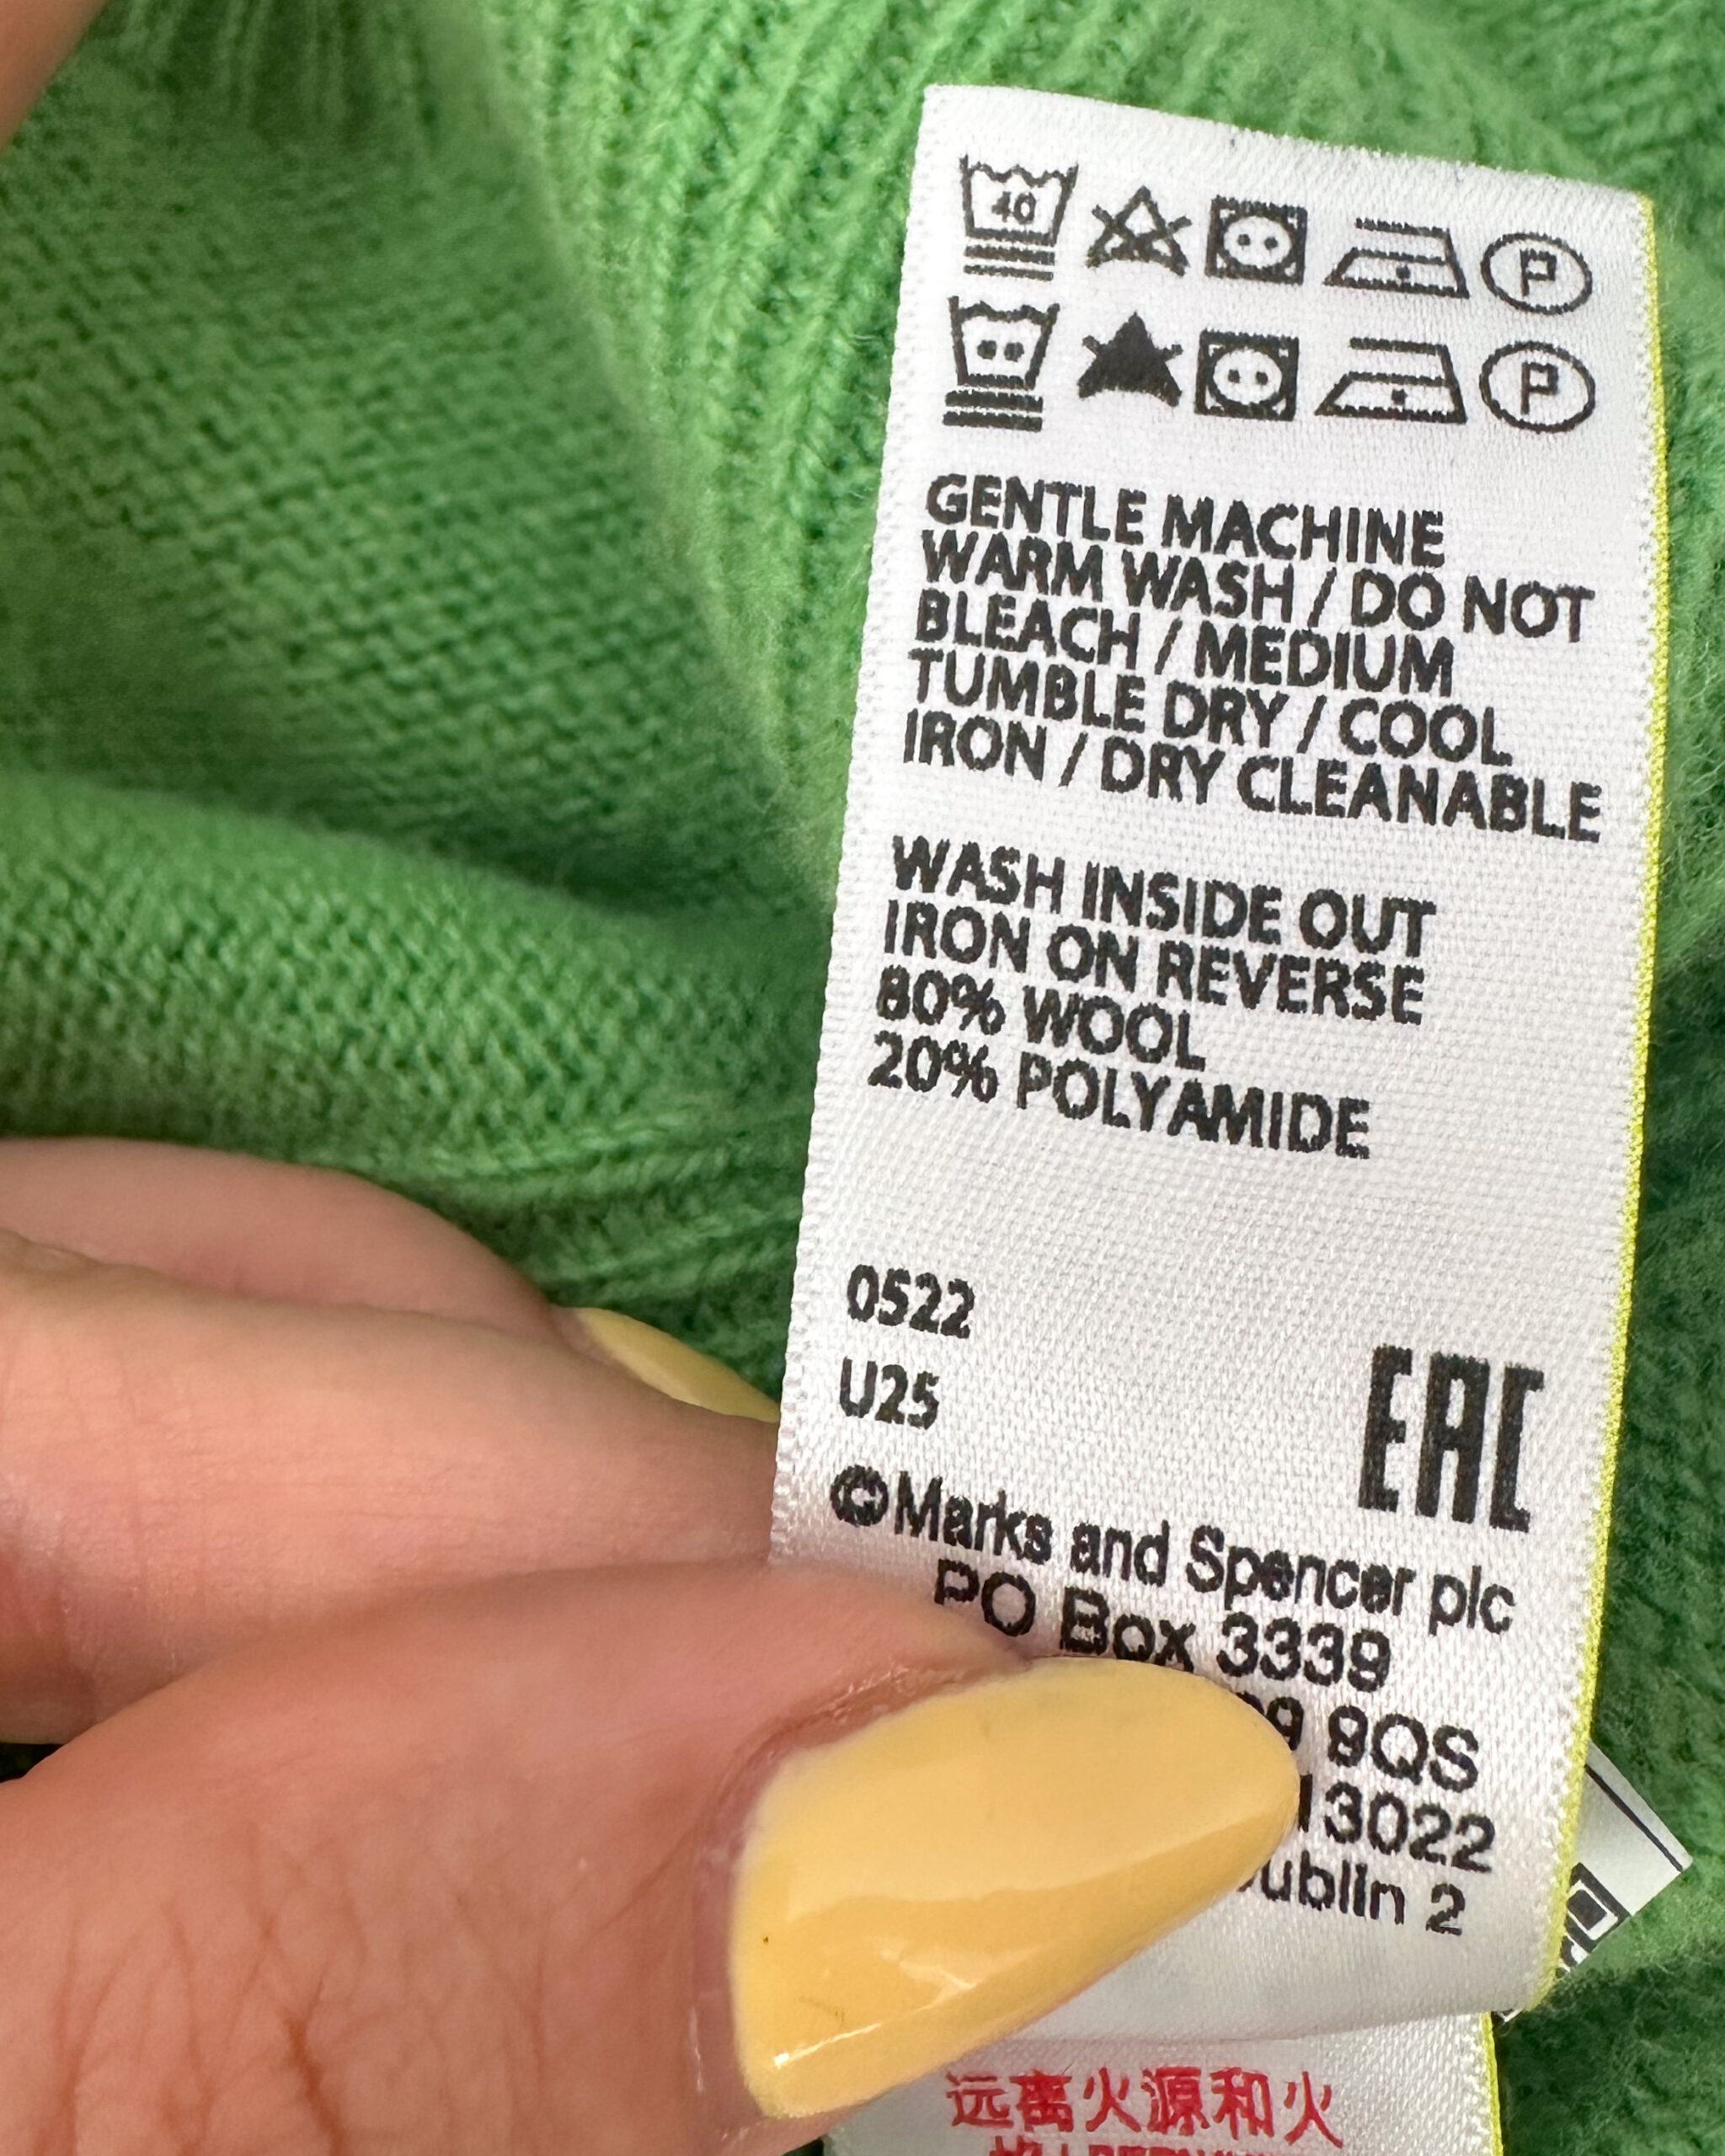 40
P
P
GENTLE MACHINE
WARM WASH / DO NOT
BLEACH / MEDIUM
TUMBLE DRY / COOL
IRON / DRY CLEANABLE
WASH INSIDE OUT
IRON ON REVERSE
80% WOOL
20% POLYAMIDE
0522
U25
EAC
©Marks and Spencer plc
PO Box 3339
8QS
2
远离火源和火